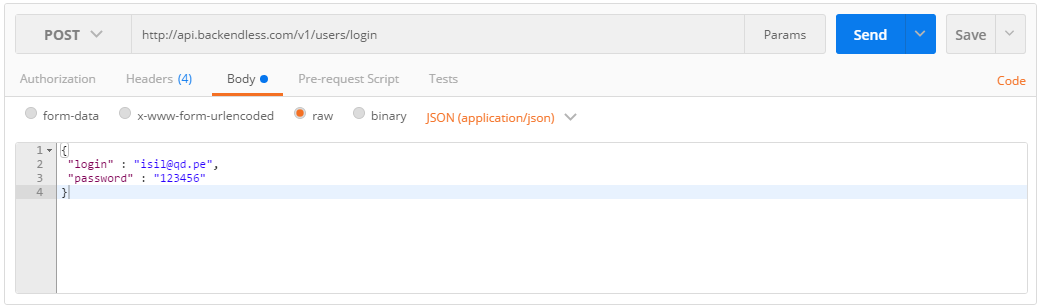 POST http://api.backendless.com/v1/users/login Params Send Save
Authorization Headers (4) Body Pre-request Script Tests Code
form-data x-www-form-urlencoded raw binary JSON (application/json)
1 {
2 "login" : "isil@qd.pe",
3 "password" : "123456"
4 }